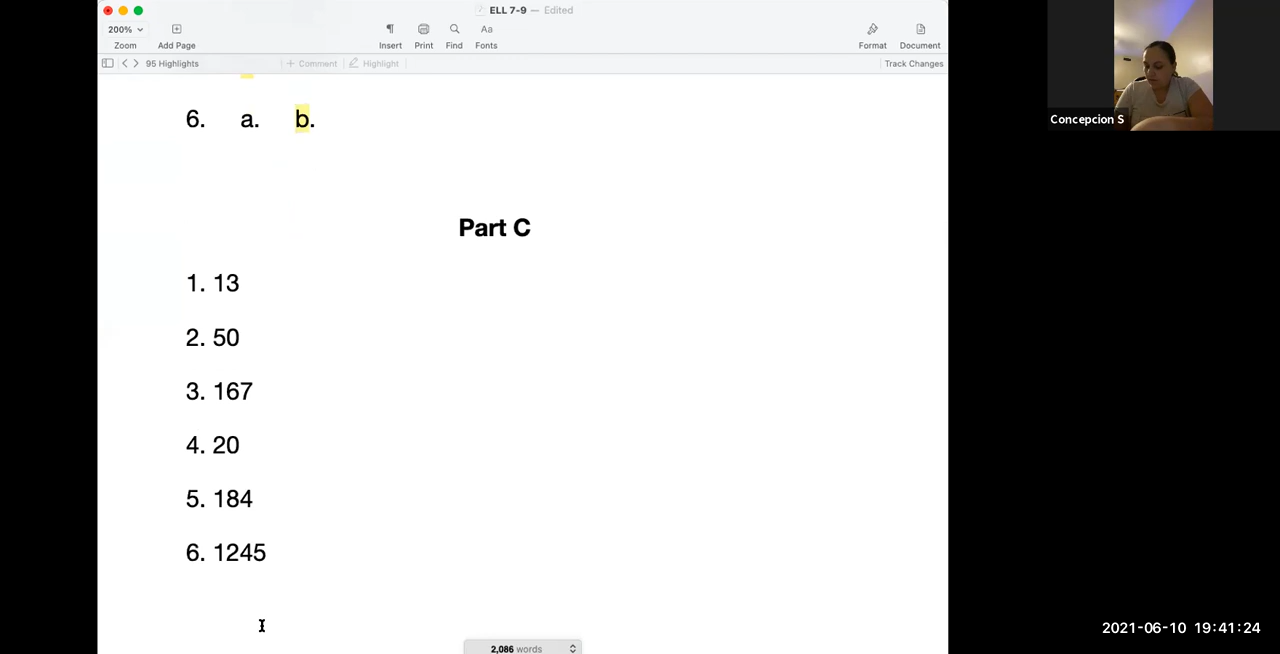 ELL 7-9 — Edited
200%
Zoom
Add Page
Insert
Print
Find
Aa
Fonts
Format
Document
95 Highlights
+ Comment
Highlight
Track Changes
6. a. b.
Concepcion S
Part C
1. 13
2. 50
3. 167
4. 20
5. 184
6. 1245
2021-06-10 19:41:24
2,086 words